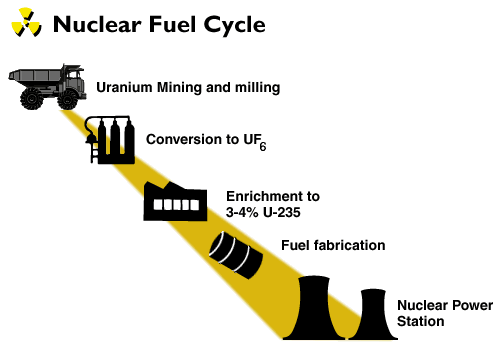 Nuclear Fuel Cycle
Uranium Mining and milling
Conversion to UF6
Enrichment to
3-4% U-235
Fuel fabrication
Nuclear Power
Station